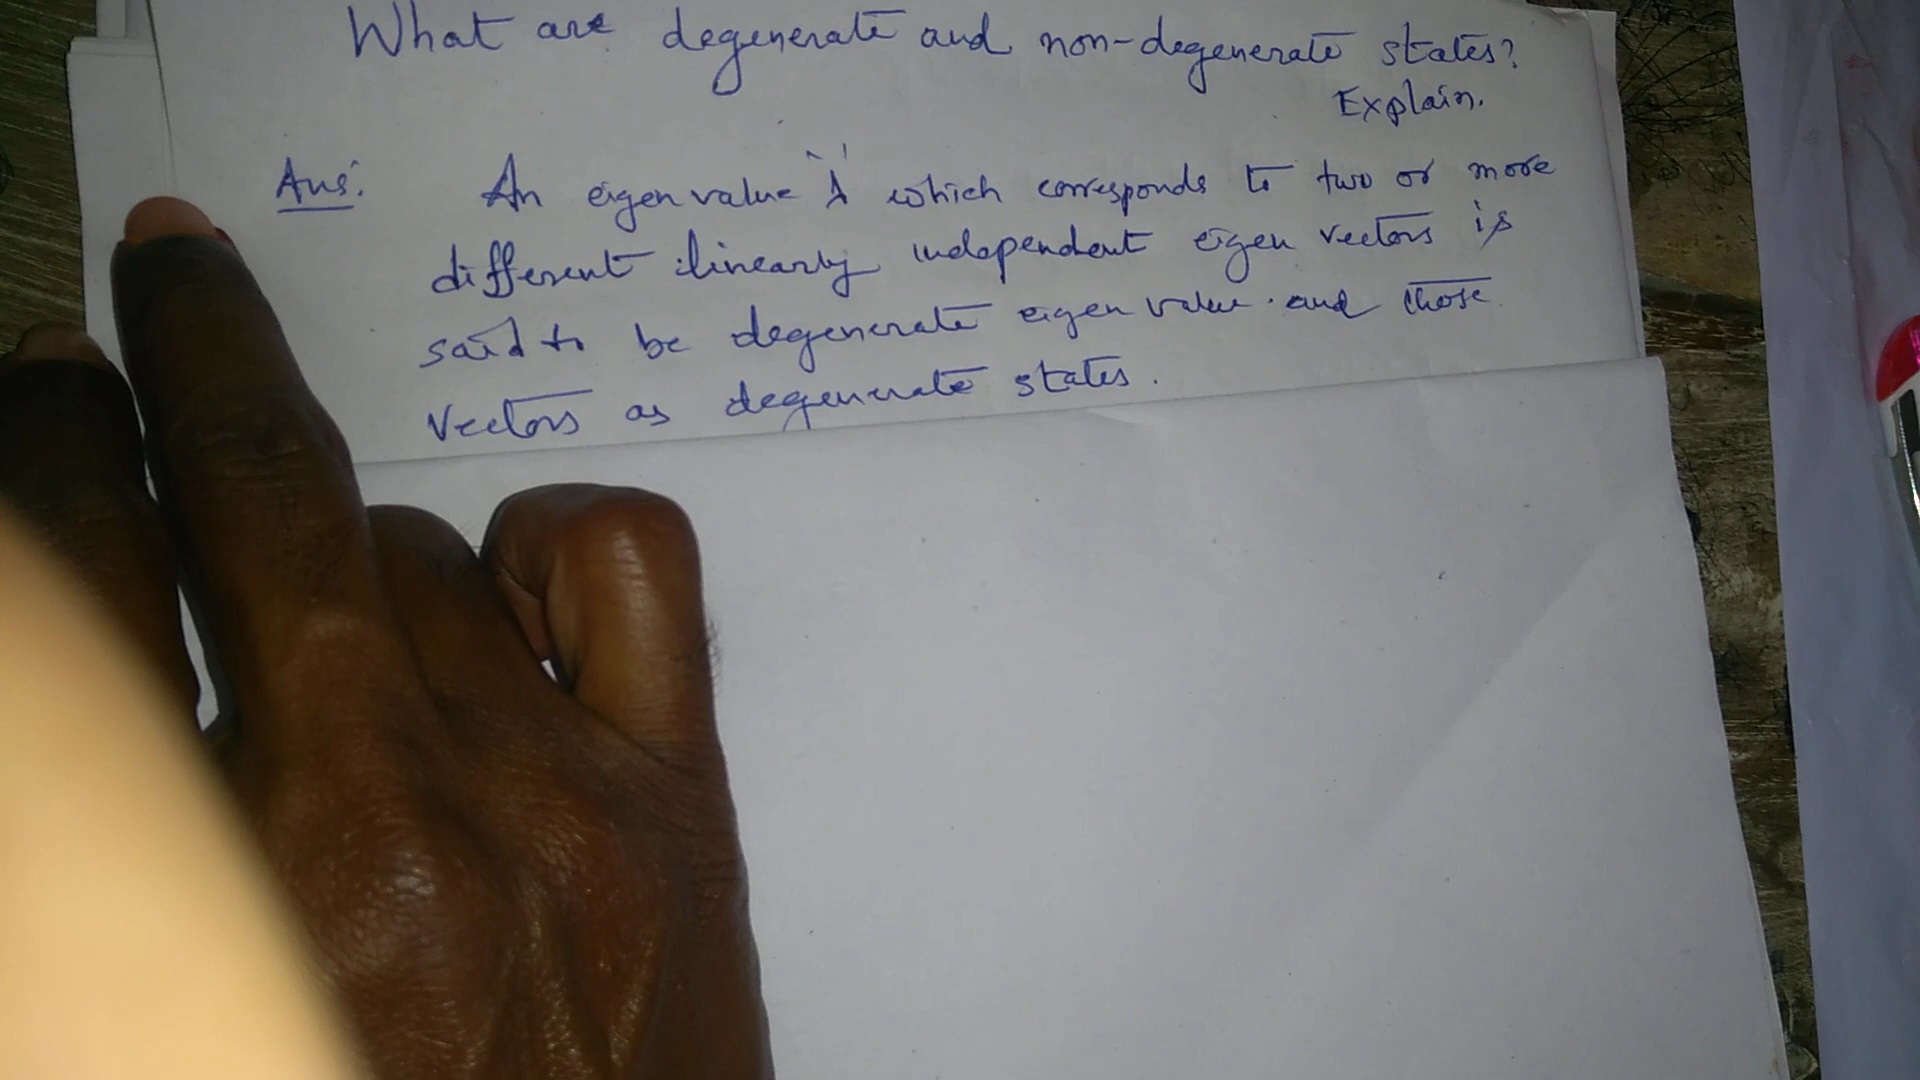 What are degenerate and non-degenerate states?
Explain.
Ans: An eigen value 'λ' which corresponds to two or more
different linearly independent eigen vectors is
said to be degenerate eigen value and those
vectors as degenerate states.